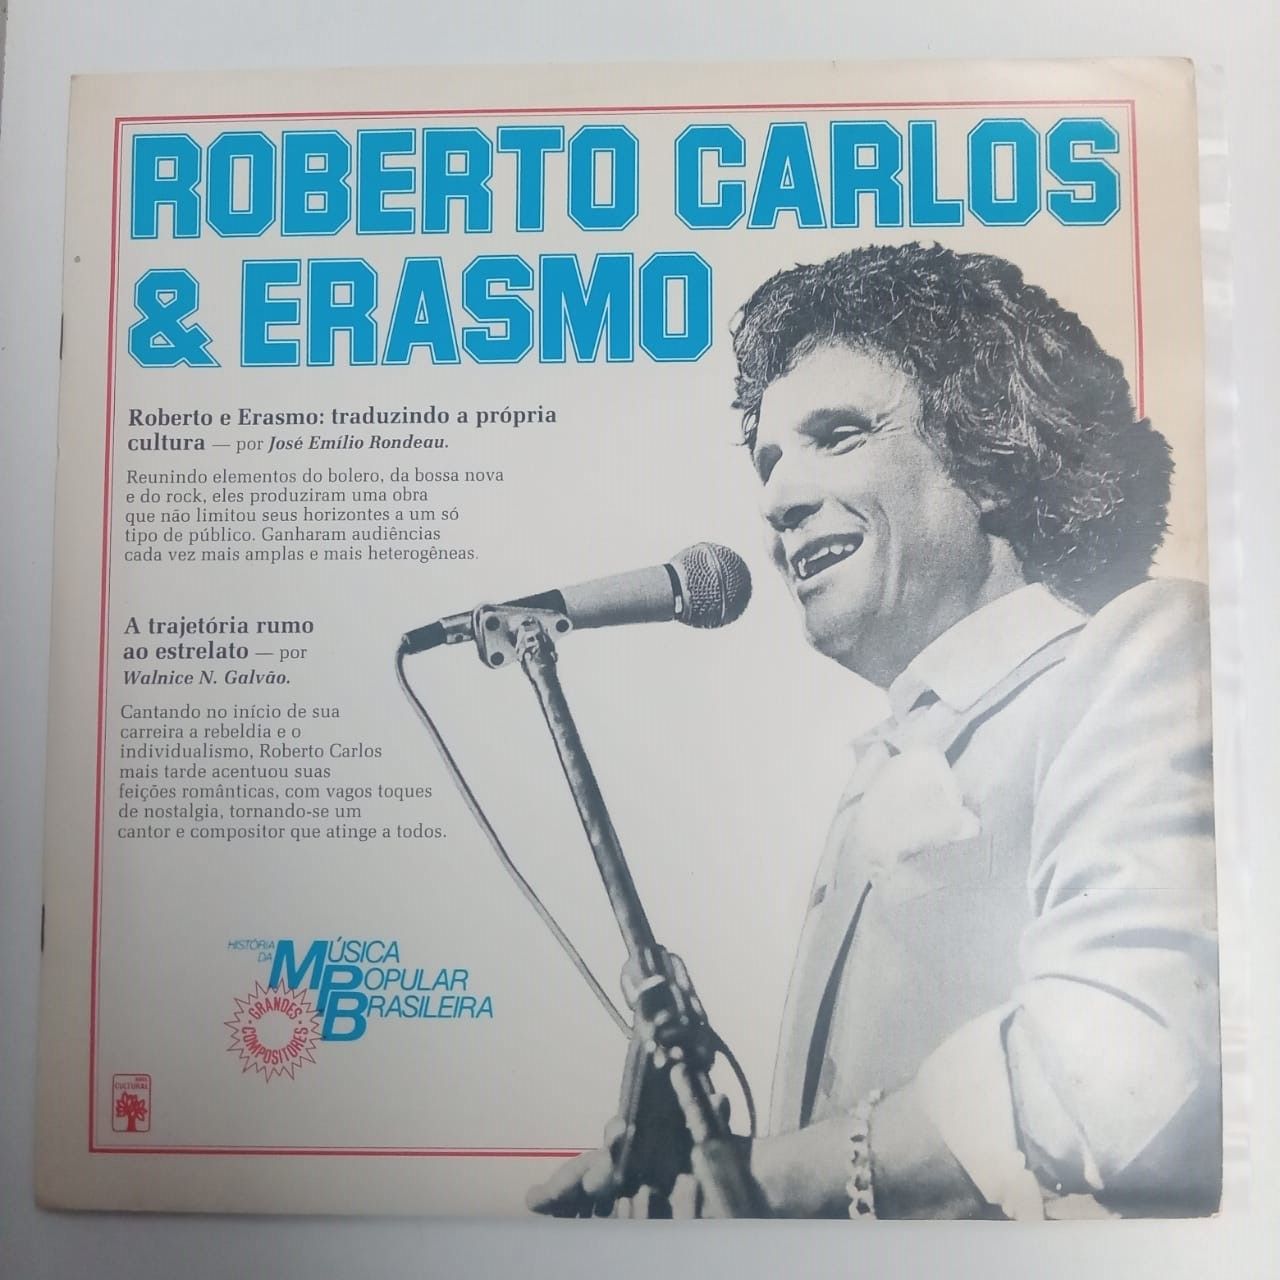 ROBERTO CARLOS
& ERASMO
Roberto e Erasmo: traduzindo a própria
cultura — por José Emílio Rondeau.
Reunindo elementos do bolero, da bossa nova
e do rock, eles produziram uma obra
que não limitou seus horizontes a um só
tipo de público. Ganharam audiências
cada vez mais amplas e mais heterogêneas.
A trajetória rumo
ao estrelato — por
Walnice N. Galvão.
Cantando no início de sua
carreira a rebeldia e o
individualismo, Roberto Carlos
mais tarde acentuou suas
feições românticas, com vagos toques
de nostalgia, tornando-se um
cantor e compositor que atinge a todos.
HISTÓRIA
DA
MÚSICA
POPULAR
BRASILEIRA
GRANDES
COMPOSITORES
ABRIL
CULTURAL